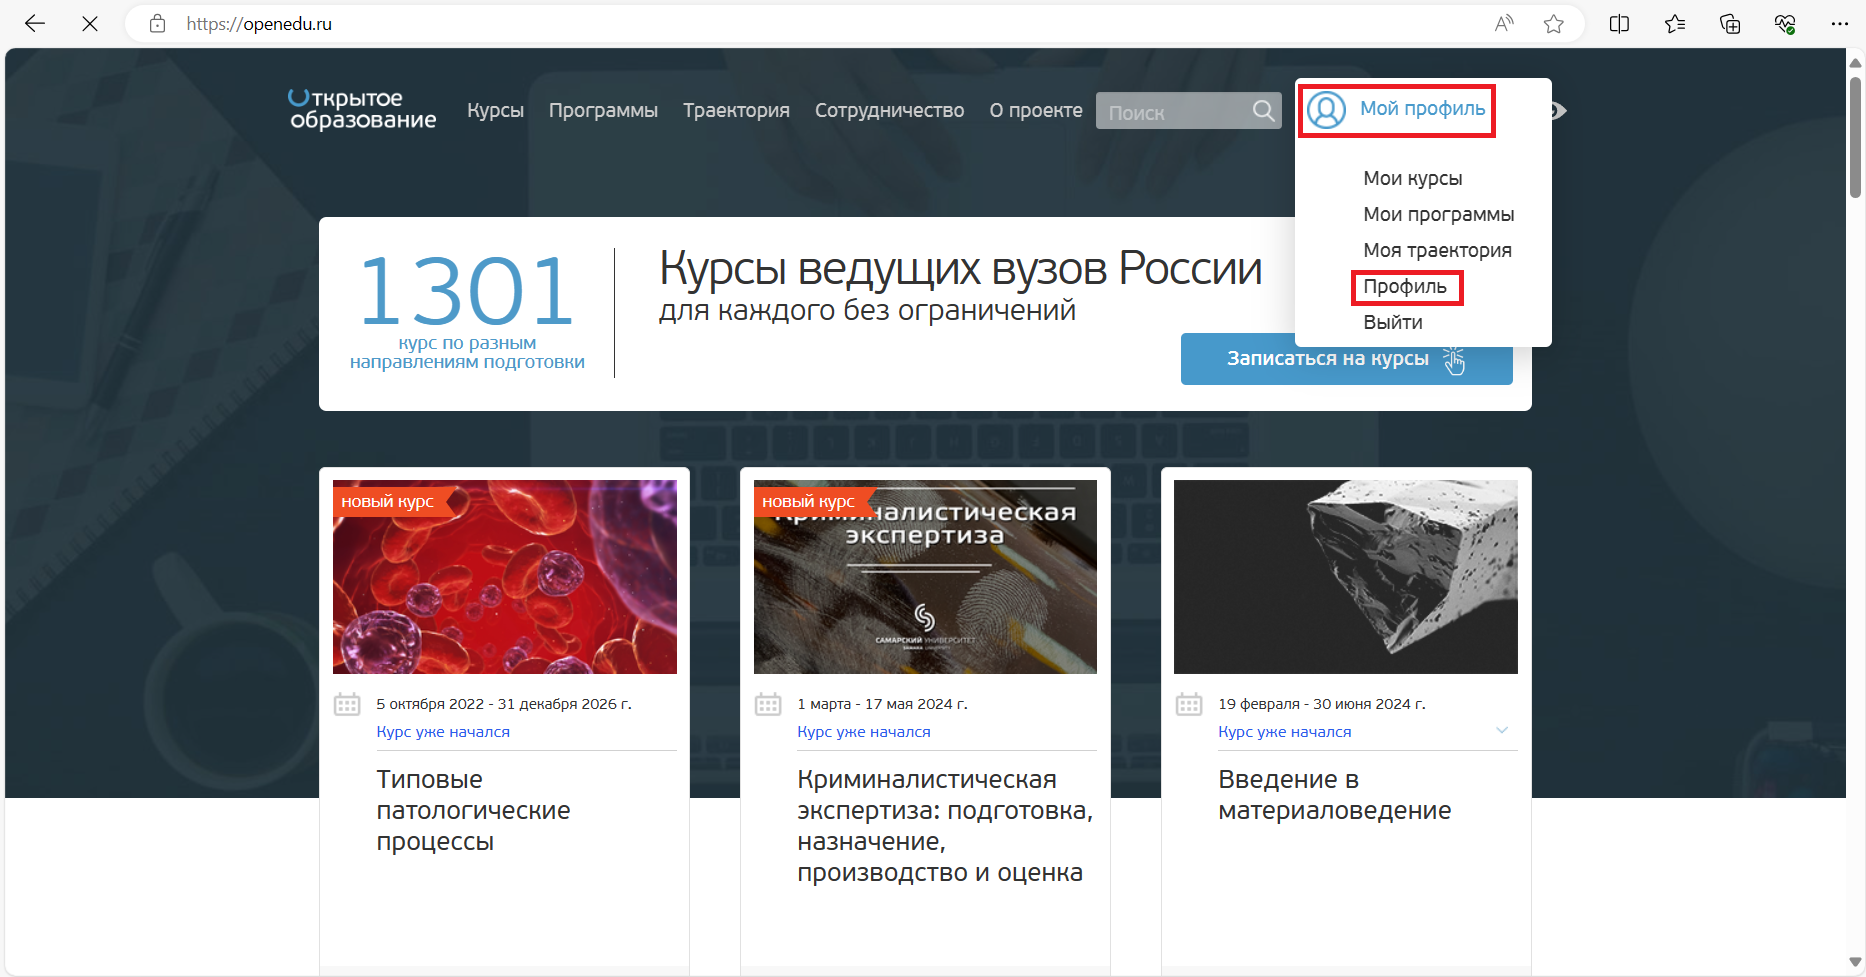 https://openedu.ru
Открытое
образование
Курсы
Программы
Траектория
Сотрудничество
О проекте
Поиск
Мой профиль
Мои курсы
Мои программы
Моя траектория
Профиль
Выйти
1301
курс по разным
направлениям подготовки
Курсы ведущих вузов России
для каждого без ограничений
Записаться на курсы
новый курс
5 октября 2022 - 31 декабря 2026 г.
Курс уже начался
Типовые
патологические
процессы
новый курс
Криминалистическая
экспертиза
САМАРСКИЙ УНИВЕРСИТЕТ
SAMARA UNIVERSITY
1 марта - 17 мая 2024 г.
Курс уже начался
Криминалистическая
экспертиза: подготовка,
назначение,
производство и оценка
19 февраля - 30 июня 2024 г.
Курс уже начался
Введение в
материаловедение